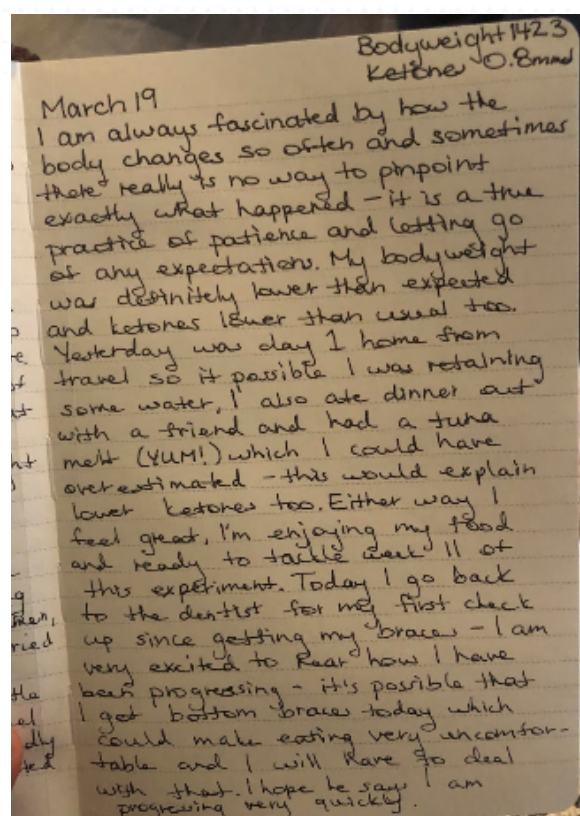 Bodyweight 142.3
Ketones 0.8mmol
March 19
I am always fascinated by how the
body changes so often and sometimes
there really is no way to pinpoint
exactly what happened - it is a true
practice of patience and letting go
of any expectations. My bodyweight
was definitely lower than expected
and ketones lower than usual too.
Yesterday was day 1 home from
travel so it possible I was retaining
some water, I also ate dinner out
with a friend and had a tuna
melt (YUM!) which I could have
overestimated - this would explain
lower ketones too. Either way I
feel great, I'm enjoying my food
and ready to tackle week 11 of
this experiment. Today I go back
to the dentist for my first check
up since getting my braces - I am
very excited to hear how I have
been progressing - it's possible that
I get bottom braces today which
could make eating very uncomfor-
table and I will have to deal
with that. I hope he says I am
progressing very quickly.